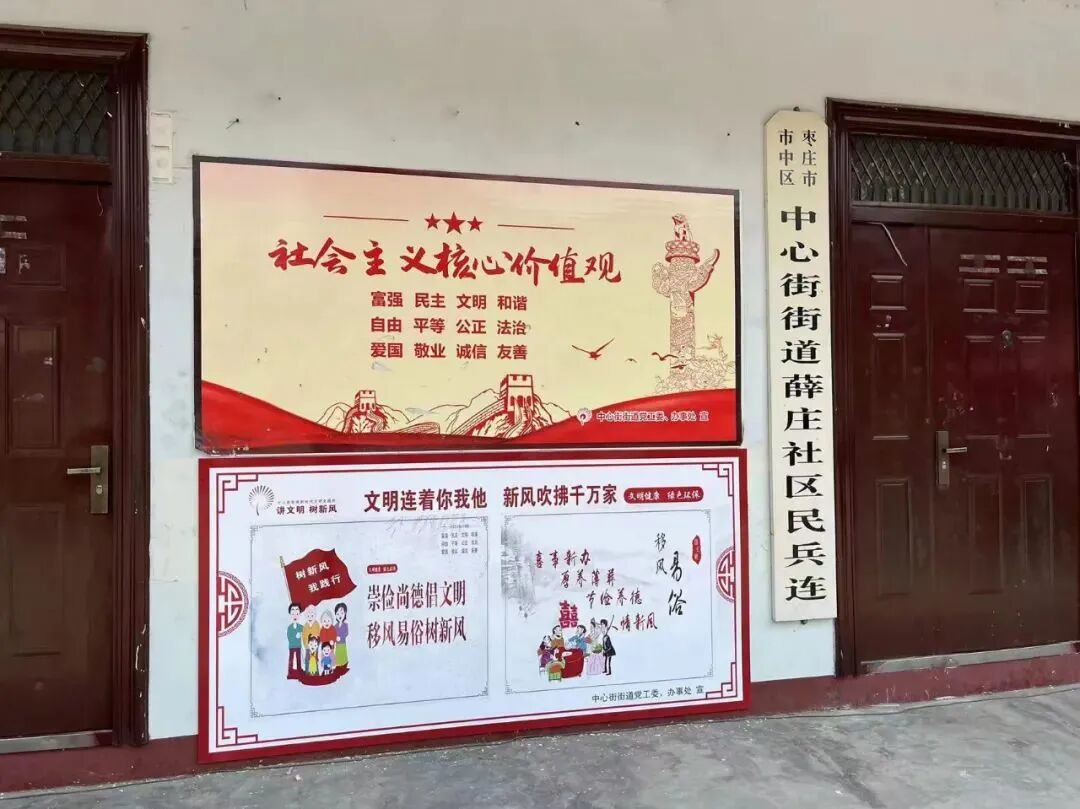 社会主义核心价值观
富强 民主 文明 和谐
自由 平等 公正 法治
爱国 敬业 诚信 友善
中心街街道党工委、办事处 宣
讲文明 树新风
文明连着你我他 新风吹拂千万家
文明健康 绿色环保
树新风
我践行
崇俭尚德倡文明
移风易俗树新风
移风
易俗
喜事新办
厚养薄葬
节俭养德
人情新风
囍
中心街街道党工委、办事处 宣
枣庄市
市中区
中心街街道薛庄社区民兵连